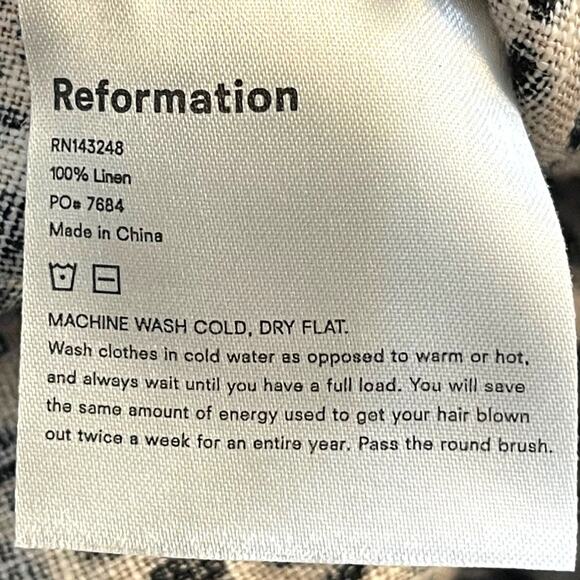 Reformation
RN143248
100% Linen
PO# 7684
Made in China
MACHINE WASH COLD, DRY FLAT.
Wash clothes in cold water as opposed to warm or hot,
and always wait until you have a full load. You will save
the same amount of energy used to get your hair blown
out twice a week for an entire year. Pass the round brush.